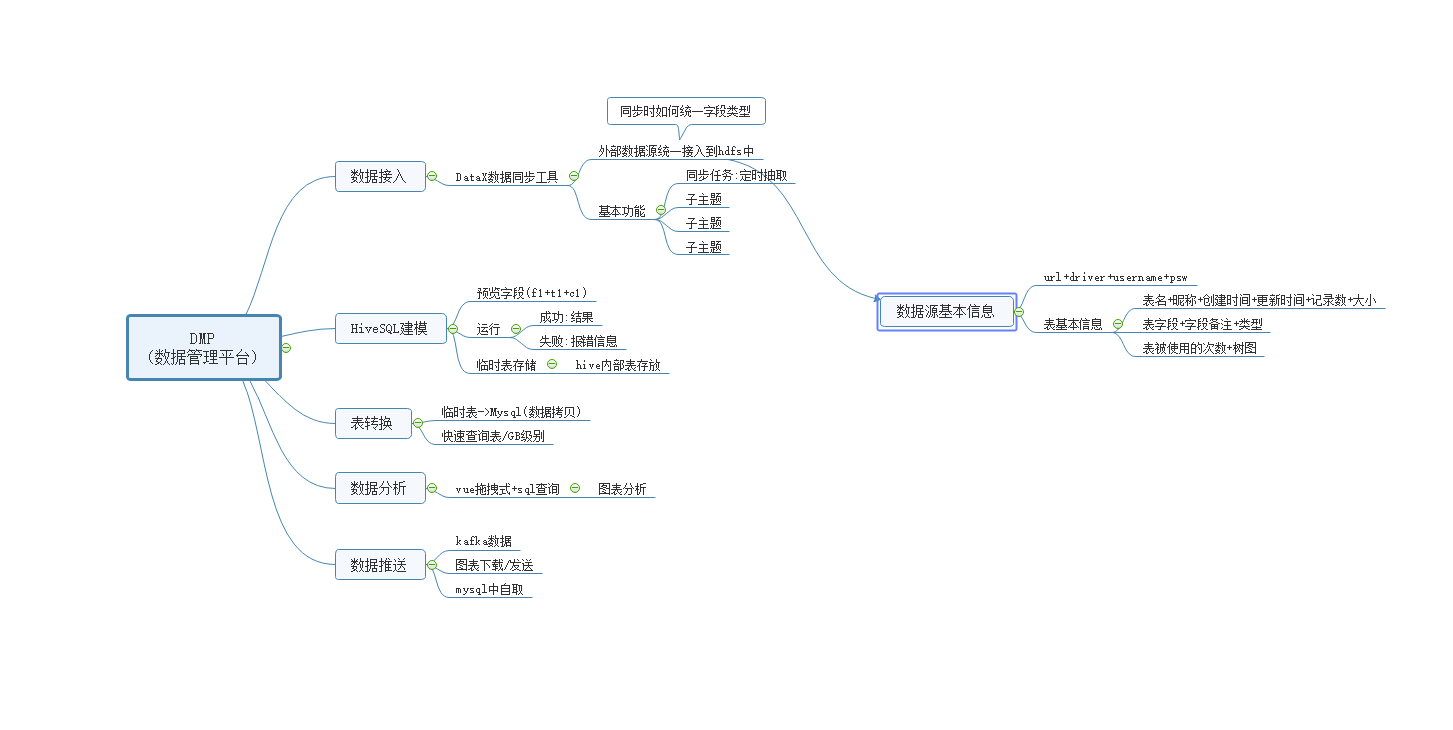 DMP
(数据管理平台)
数据接入
DataX数据同步工具
同步时如何统一字段类型
外部数据源统一接入到hdfs中
基本功能
同步任务:定时抽取
子主题
子主题
子主题
HiveSQL建模
预览字段(f1+t1+c1)
运行
成功:结果
失败:报错信息
临时表存储
hive内部表存放
表转换
临时表->Mysql(数据拷贝)
快速查询表/GB级别
数据分析
vue拖拽式+sql查询
图表分析
数据推送
kafka数据
图表下载/发送
mysql中自取
数据源基本信息
url+driver+username+psw
表基本信息
表名+昵称+创建时间+更新时间+记录数+大小
表字段+字段备注+类型
表被使用的次数+树图